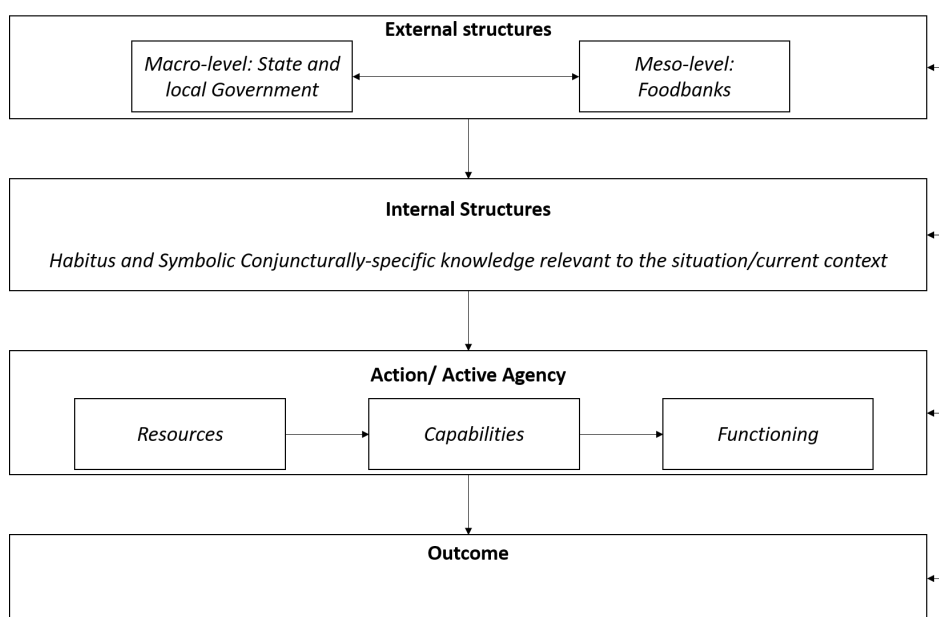 External structures
Macro-level: State and
local Government
Meso-level:
Foodbanks
Internal Structures
Habitus and Symbolic Conjuncturally-specific knowledge relevant to the situation/current context
Action/ Active Agency
Resources
Capabilities
Functioning
Outcome